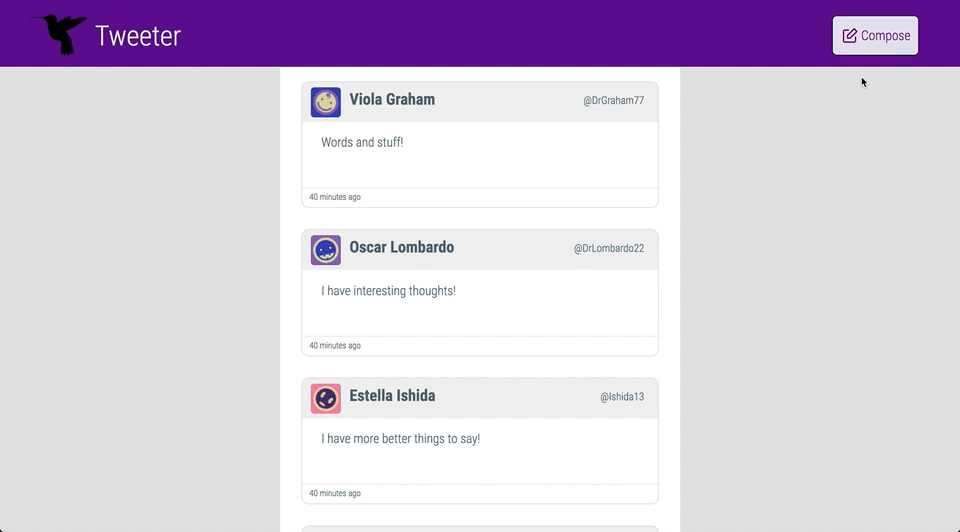 Tweeter
Compose
Viola Graham @DrGraham77
Words and stuff!
40 minutes ago
Oscar Lombardo @DrLombardo22
I have interesting thoughts!
40 minutes ago
Estella Ishida @Ishida13
I have more better things to say!
40 minutes ago